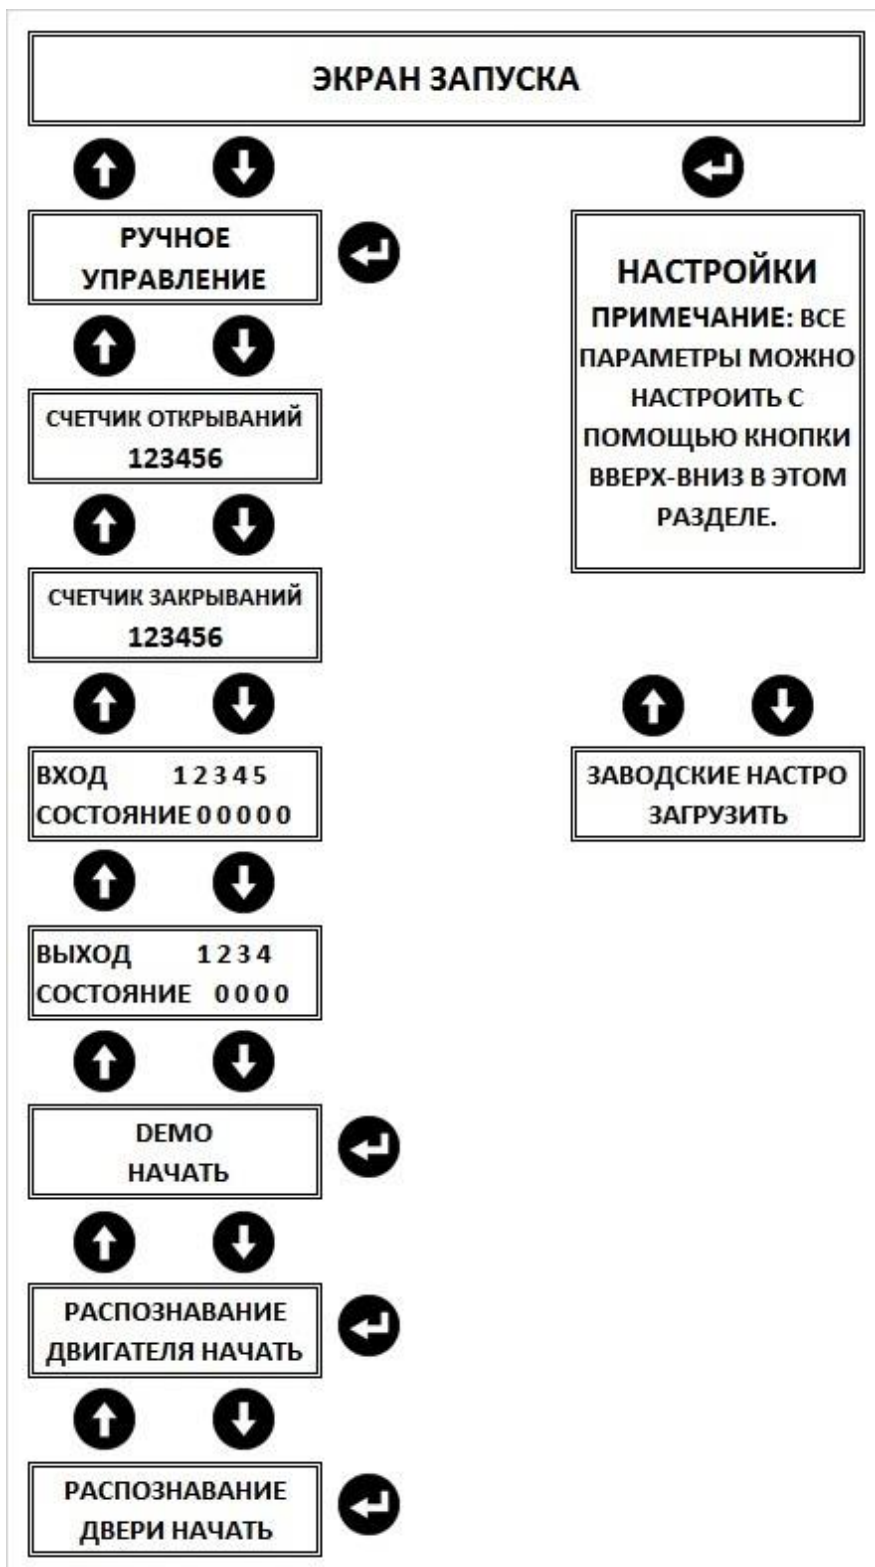 ЭКРАН ЗАПУСКА
РУЧНОЕ
УПРАВЛЕНИЕ
СЧЕТЧИК ОТКРЫВАНИЙ
123456
СЧЕТЧИК ЗАКРЫВАНИЙ
123456
ВХОД 1 2 3 4 5
СОСТОЯНИЕ 0 0 0 0 0
ВЫХОД 1 2 3 4
СОСТОЯНИЕ 0 0 0 0
DEMO
НАЧАТЬ
РАСПОЗНАВАНИЕ
ДВИГАТЕЛЯ НАЧАТЬ
РАСПОЗНАВАНИЕ
ДВЕРИ НАЧАТЬ
НАСТРОЙКИ
ПРИМЕЧАНИЕ: ВСЕ
ПАРАМЕТРЫ МОЖНО
НАСТРОИТЬ С
ПОМОЩЬЮ КНОПКИ
ВВЕРХ-ВНИЗ В ЭТОМ
РАЗДЕЛЕ.
ЗАВОДСКИЕ НАСТРО
ЗАГРУЗИТЬ